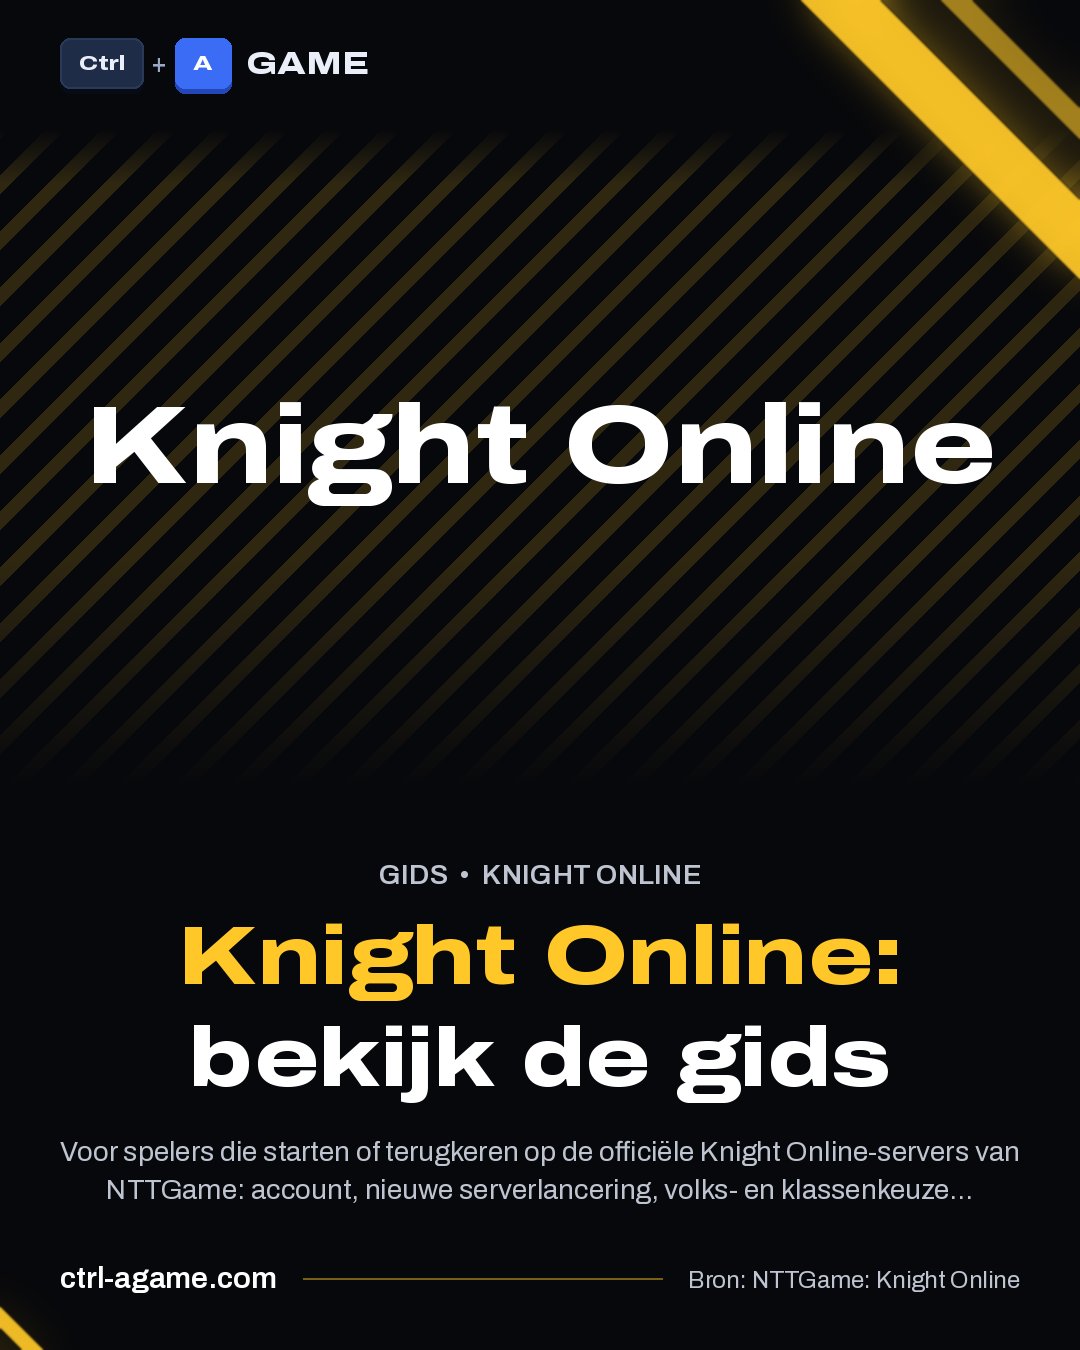 Ctrl + A GAME
Knight Online
GIDS • KNIGHT ONLINE
Knight Online:
bekijk de gids
Voor spelers die starten of terugkeren op de officiële Knight Online-servers van
NTTGame: account, nieuwe serverlancering, volks- en klassenkeuze...
ctrl-agame.com
Bron: NTTGame: Knight Online